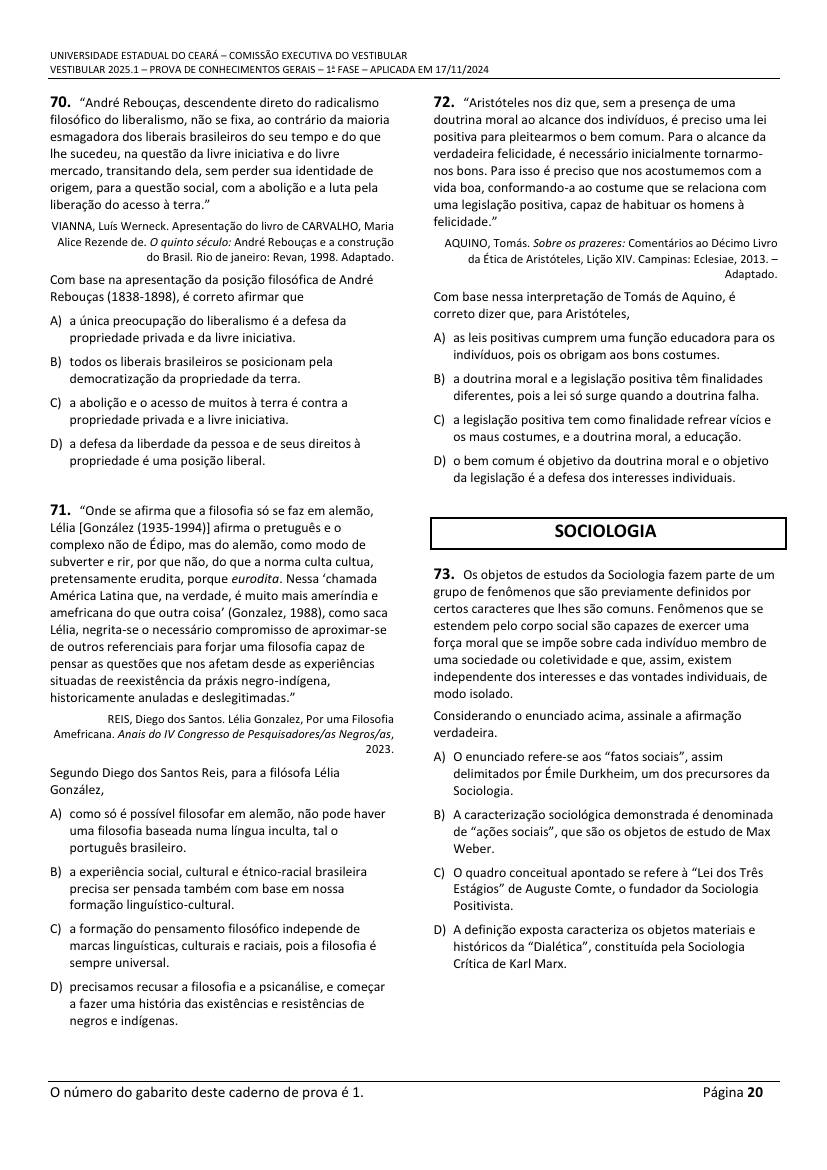 UNIVERSIDADE ESTADUAL DO CEARÁ – COMISSÃO EXECUTIVA DO VESTIBULAR
VESTIBULAR 2025.1 – PROVA DE CONHECIMENTOS GERAIS – 1ª FASE – APLICADA EM 17/11/2024
70. “André Rebouças, descendente direto do radicalismo
filosófico do liberalismo, não se fixa, ao contrário da maioria
esmagadora dos liberais brasileiros do seu tempo e do que
lhe sucedeu, na questão da livre iniciativa e do livre
mercado, transitando dela, sem perder sua identidade de
origem, para a questão social, com a abolição e a luta pela
liberação do acesso à terra.”
VIANNA, Luís Werneck. Apresentação do livro de CARVALHO, Maria
Alice Rezende de. O quinto século: André Rebouças e a construção
do Brasil. Rio de janeiro: Revan, 1998. Adaptado.
Com base na apresentação da posição filosófica de André
Rebouças (1838-1898), é correto afirmar que
A) a única preocupação do liberalismo é a defesa da
propriedade privada e da livre iniciativa.
B) todos os liberais brasileiros se posicionam pela
democratização da propriedade da terra.
C) a abolição e o acesso de muitos à terra é contra a
propriedade privada e a livre iniciativa.
D) a defesa da liberdade da pessoa e de seus direitos à
propriedade é uma posição liberal.
71. “Onde se afirma que a filosofia só se faz em alemão,
Lélia [González (1935-1994)] afirma o pretuguês e o
complexo não de Édipo, mas do alemão, como modo de
subverter e rir, por que não, do que a norma culta cultua,
pretensamente erudita, porque eurodita. Nessa ‘chamada
América Latina que, na verdade, é muito mais ameríndia e
amefricana do que outra coisa’ (Gonzalez, 1988), como saca
Lélia, negrita-se o necessário compromisso de aproximar-se
de outros referenciais para forjar uma filosofia capaz de
pensar as questões que nos afetam desde as experiências
situadas de reexistência da práxis negro-indígena,
historicamente anuladas e deslegitimadas.”
REIS, Diego dos Santos. Lélia Gonzalez, Por uma Filosofia
Amefricana. Anais do IV Congresso de Pesquisadores/as Negros/as,
2023.
Segundo Diego dos Santos Reis, para a filósofa Lélia
González,
A) como só é possível filosofar em alemão, não pode haver
uma filosofia baseada numa língua inculta, tal o
português brasileiro.
B) a experiência social, cultural e étnico-racial brasileira
precisa ser pensada também com base em nossa
formação linguístico-cultural.
C) a formação do pensamento filosófico independe de
marcas linguísticas, culturais e raciais, pois a filosofia é
sempre universal.
D) precisamos recusar a filosofia e a psicanálise, e começar
a fazer uma história das existências e resistências de
negros e indígenas.
72. “Aristóteles nos diz que, sem a presença de uma
doutrina moral ao alcance dos indivíduos, é preciso uma lei
positiva para pleitearmos o bem comum. Para o alcance da
verdadeira felicidade, é necessário inicialmente tornarmo-
nos bons. Para isso é preciso que nos acostumemos com a
vida boa, conformando-a ao costume que se relaciona com
uma legislação positiva, capaz de habituar os homens à
felicidade.”
AQUINO, Tomás. Sobre os prazeres: Comentários ao Décimo Livro
da Ética de Aristóteles, Lição XIV. Campinas: Eclesiae, 2013. –
Adaptado.
Com base nessa interpretação de Tomás de Aquino, é
correto dizer que, para Aristóteles,
A) as leis positivas cumprem uma função educadora para os
indivíduos, pois os obrigam aos bons costumes.
B) a doutrina moral e a legislação positiva têm finalidades
diferentes, pois a lei só surge quando a doutrina falha.
C) a legislação positiva tem como finalidade refrear vícios e
os maus costumes, e a doutrina moral, a educação.
D) o bem comum é objetivo da doutrina moral e o objetivo
da legislação é a defesa dos interesses individuais.
SOCIOLOGIA
73. Os objetos de estudos da Sociologia fazem parte de um
grupo de fenômenos que são previamente definidos por
certos caracteres que lhes são comuns. Fenômenos que se
estendem pelo corpo social são capazes de exercer uma
força moral que se impõe sobre cada indivíduo membro de
uma sociedade ou coletividade e que, assim, existem
independente dos interesses e das vontades individuais, de
modo isolado.
Considerando o enunciado acima, assinale a afirmação
verdadeira.
A) O enunciado refere-se aos “fatos sociais”, assim
delimitados por Émile Durkheim, um dos precursores da
Sociologia.
B) A caracterização sociológica demonstrada é denominada
de “ações sociais”, que são os objetos de estudo de Max
Weber.
C) O quadro conceitual apontado se refere à “Lei dos Três
Estágios” de Auguste Comte, o fundador da Sociologia
Positivista.
D) A definição exposta caracteriza os objetos materiais e
históricos da “Dialética”, constituída pela Sociologia
Crítica de Karl Marx.
O número do gabarito deste caderno de prova é 1.
Página 20